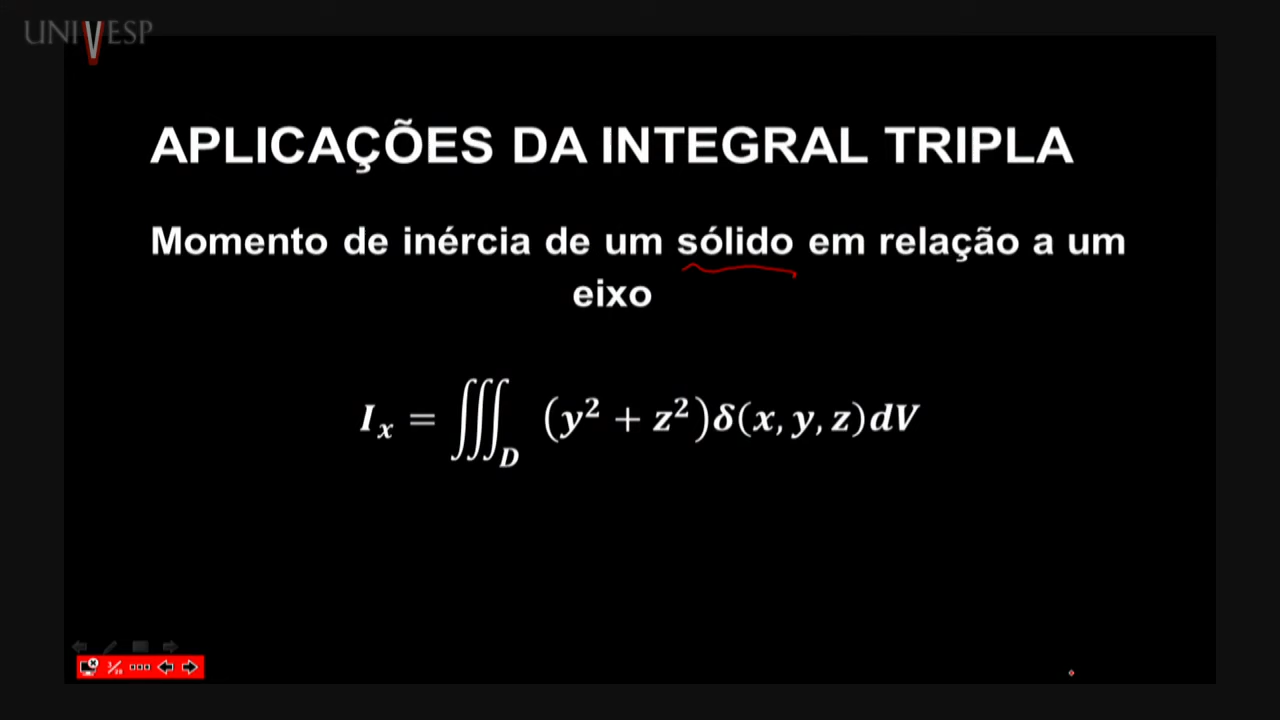 UNIVESP
APLICAÇÕES DA INTEGRAL TRIPLA
Momento de inércia de um sólido em relação a um
eixo
Iₓ = ∭_D (y² + z²)δ(x, y, z)dV